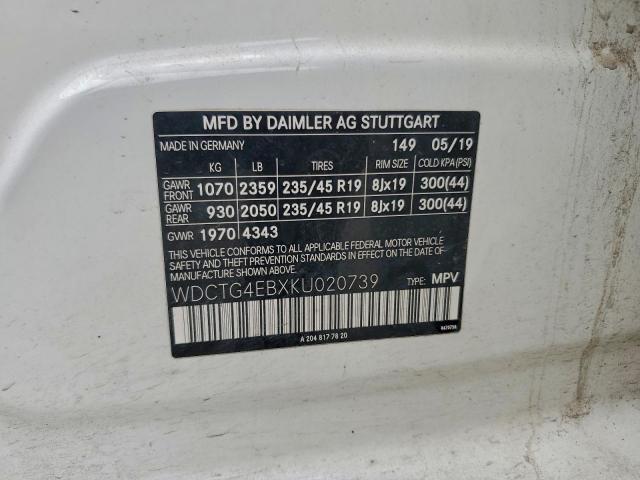 MFD BY DAIMLER AG STUTTGART
MADE IN GERMANY 149 05/19
KG LB TIRES RIM SIZE COLD KPA(PSI)
GAWR FRONT 1070 2359 235/45 R19 8Jx19 300(44)
GAWR REAR 930 2050 235/45 R19 8Jx19 300(44)
GVWR 1970 4343
THIS VEHICLE CONFORMS TO ALL APPLICABLE FEDERAL MOTOR VEHICLE
SAFETY AND THEFT PREVENTION STANDARDS IN EFFECT ON THE DATE OF
MANUFACTURE SHOWN ABOVE.
WDCTG4EBXKU020739 TYPE: MPV
A 204 817 78 20